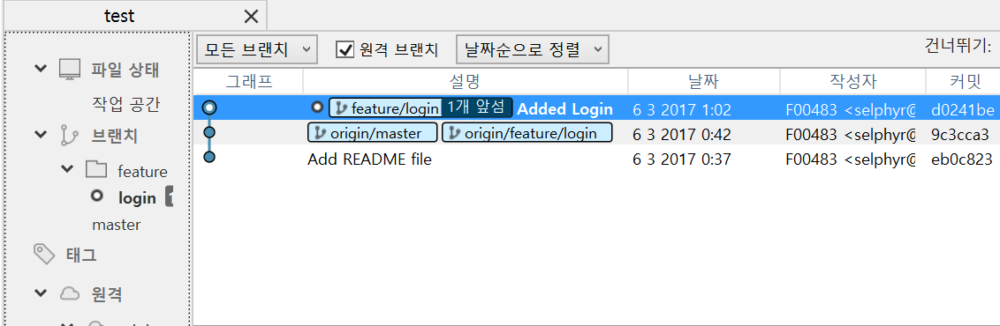 test
모든 브랜치 원격 브랜치 날짜순으로 정렬 건너뛰기:
파일 상태
작업 공간
브랜치
feature
login
master
태그
원격
그래프 설명 날짜 작성자 커밋
feature/login 1개 앞섬 Added Login 6 3 2017 1:02 F00483 <selphyr@ d0241be
origin/master origin/feature/login 6 3 2017 0:42 F00483 <selphyr@ 9c3cca3
Add README file 6 3 2017 0:37 F00483 <selphyr@ eb0c823